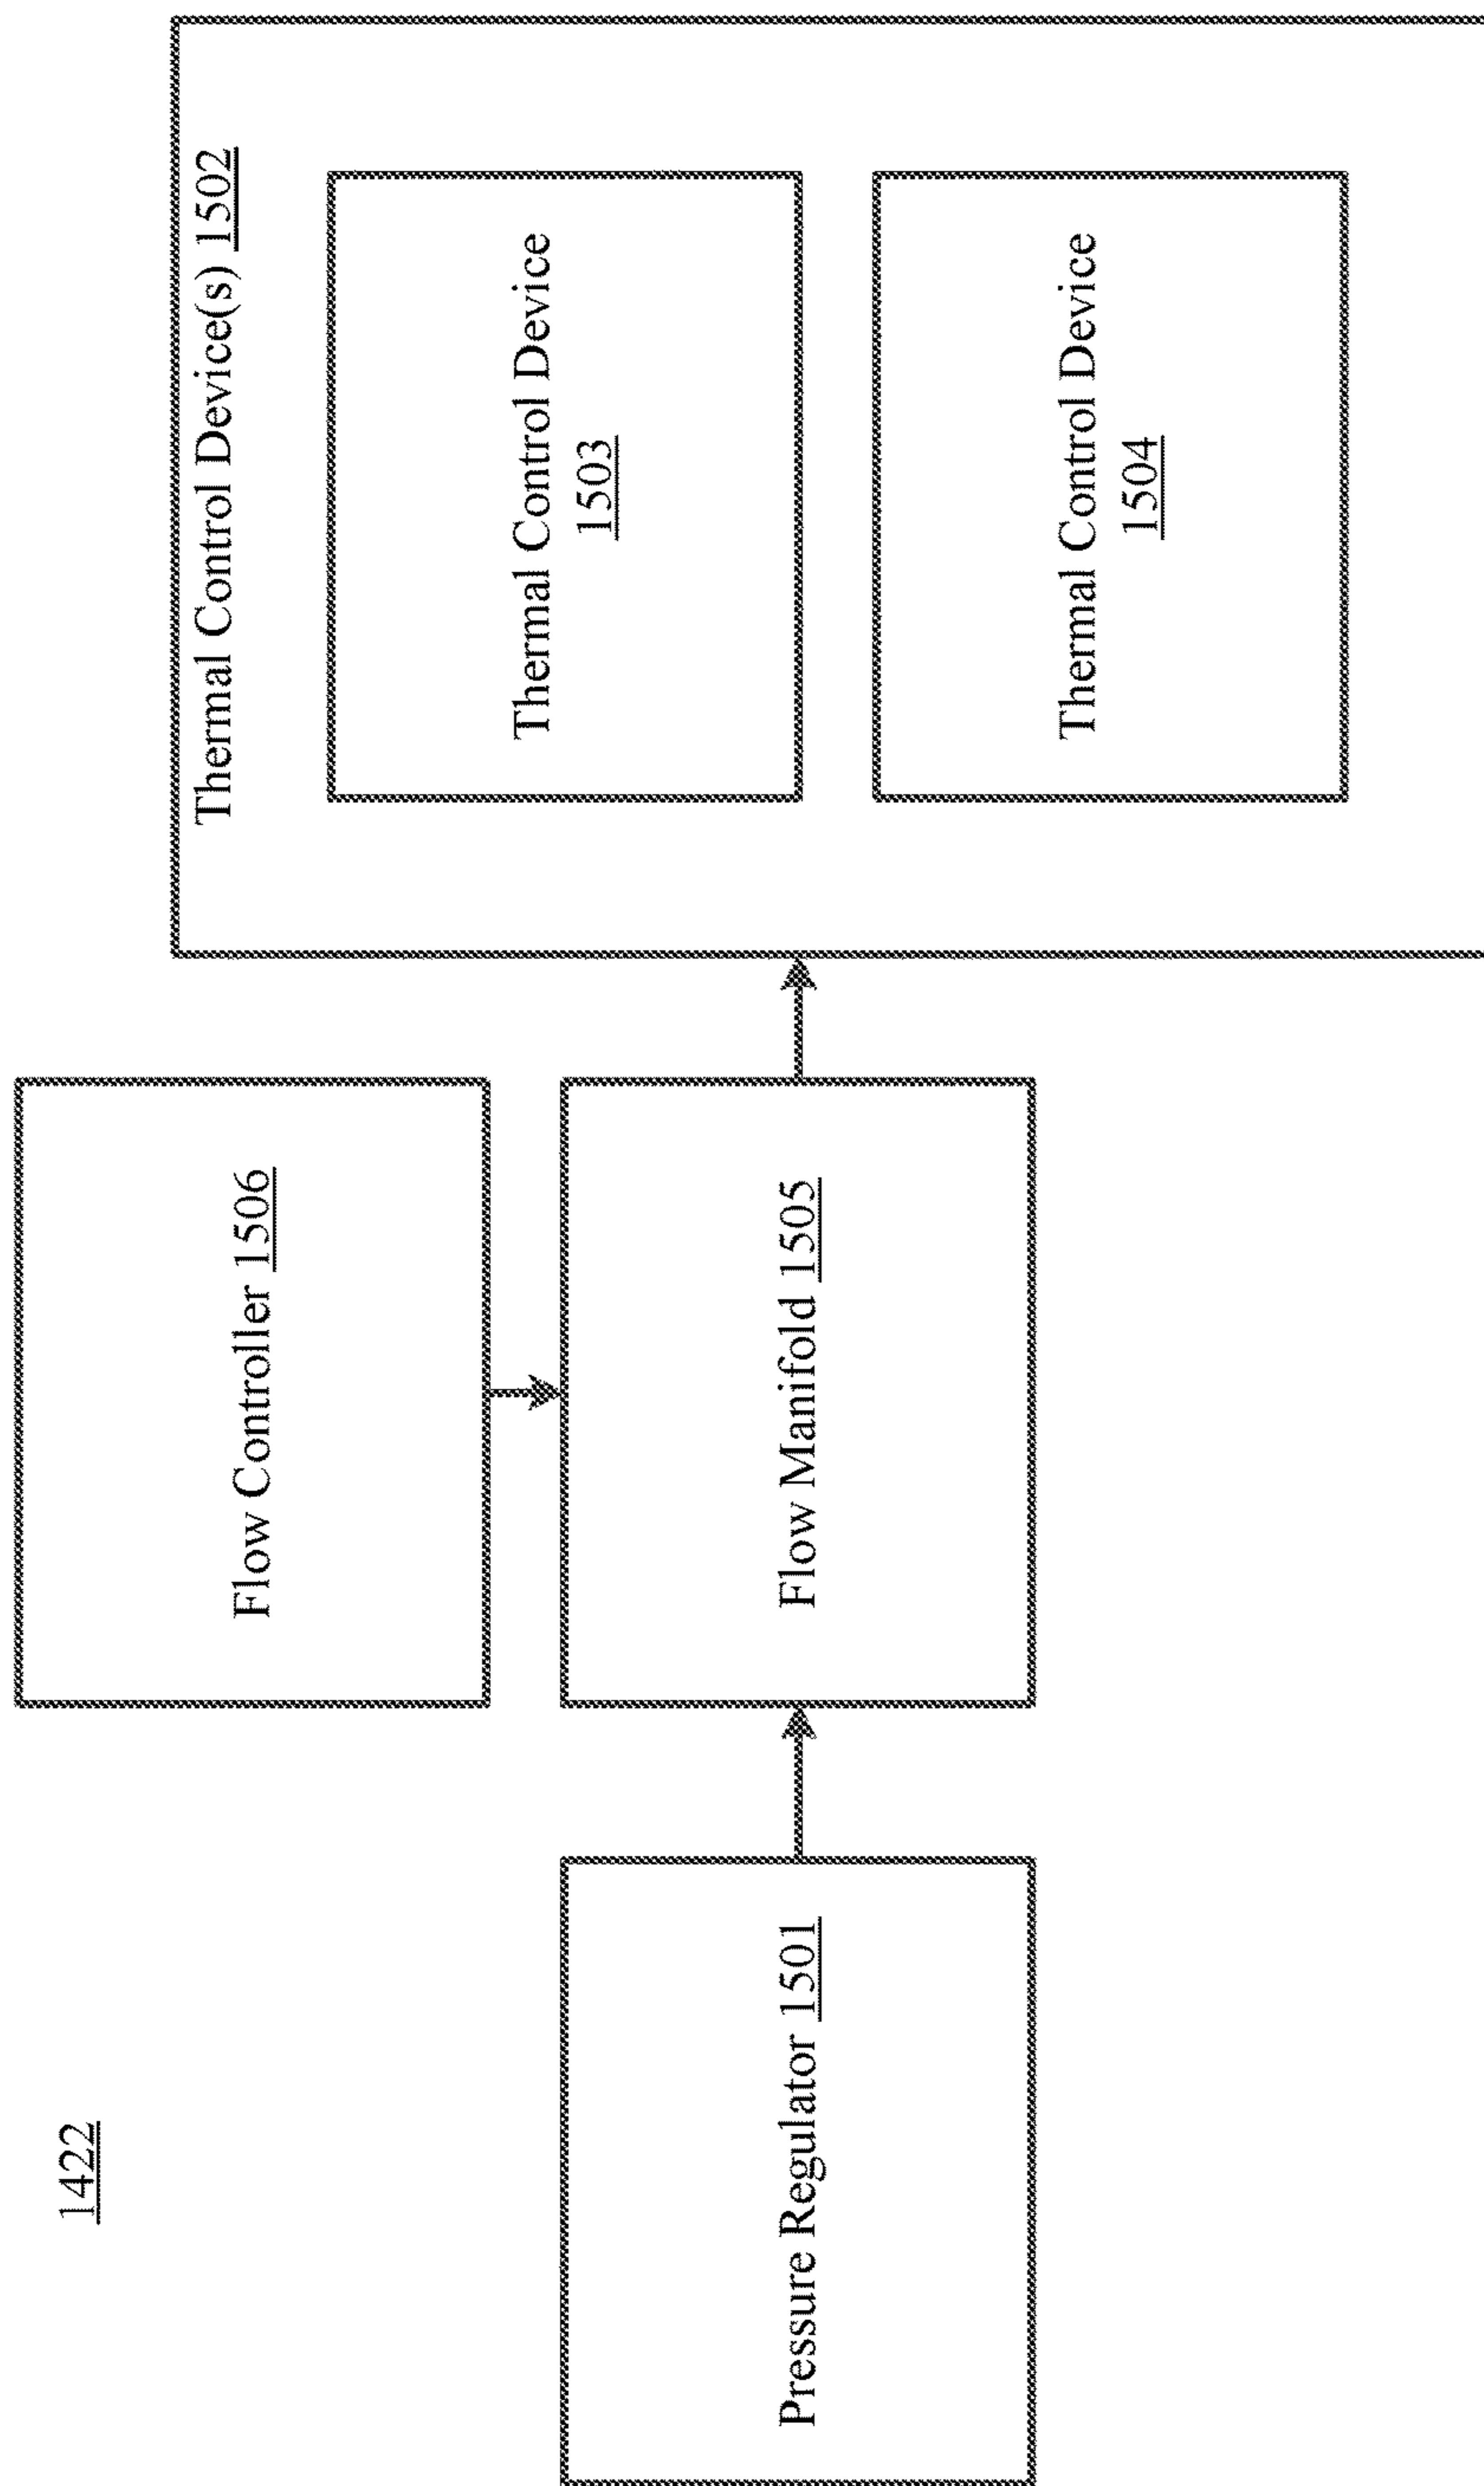 1422
Flow Controller 1506
Thermal Control Device(s) 1502
Thermal Control Device
1503
Pressure Regulator 1501
Flow Manifold 1505
Thermal Control Device
1504